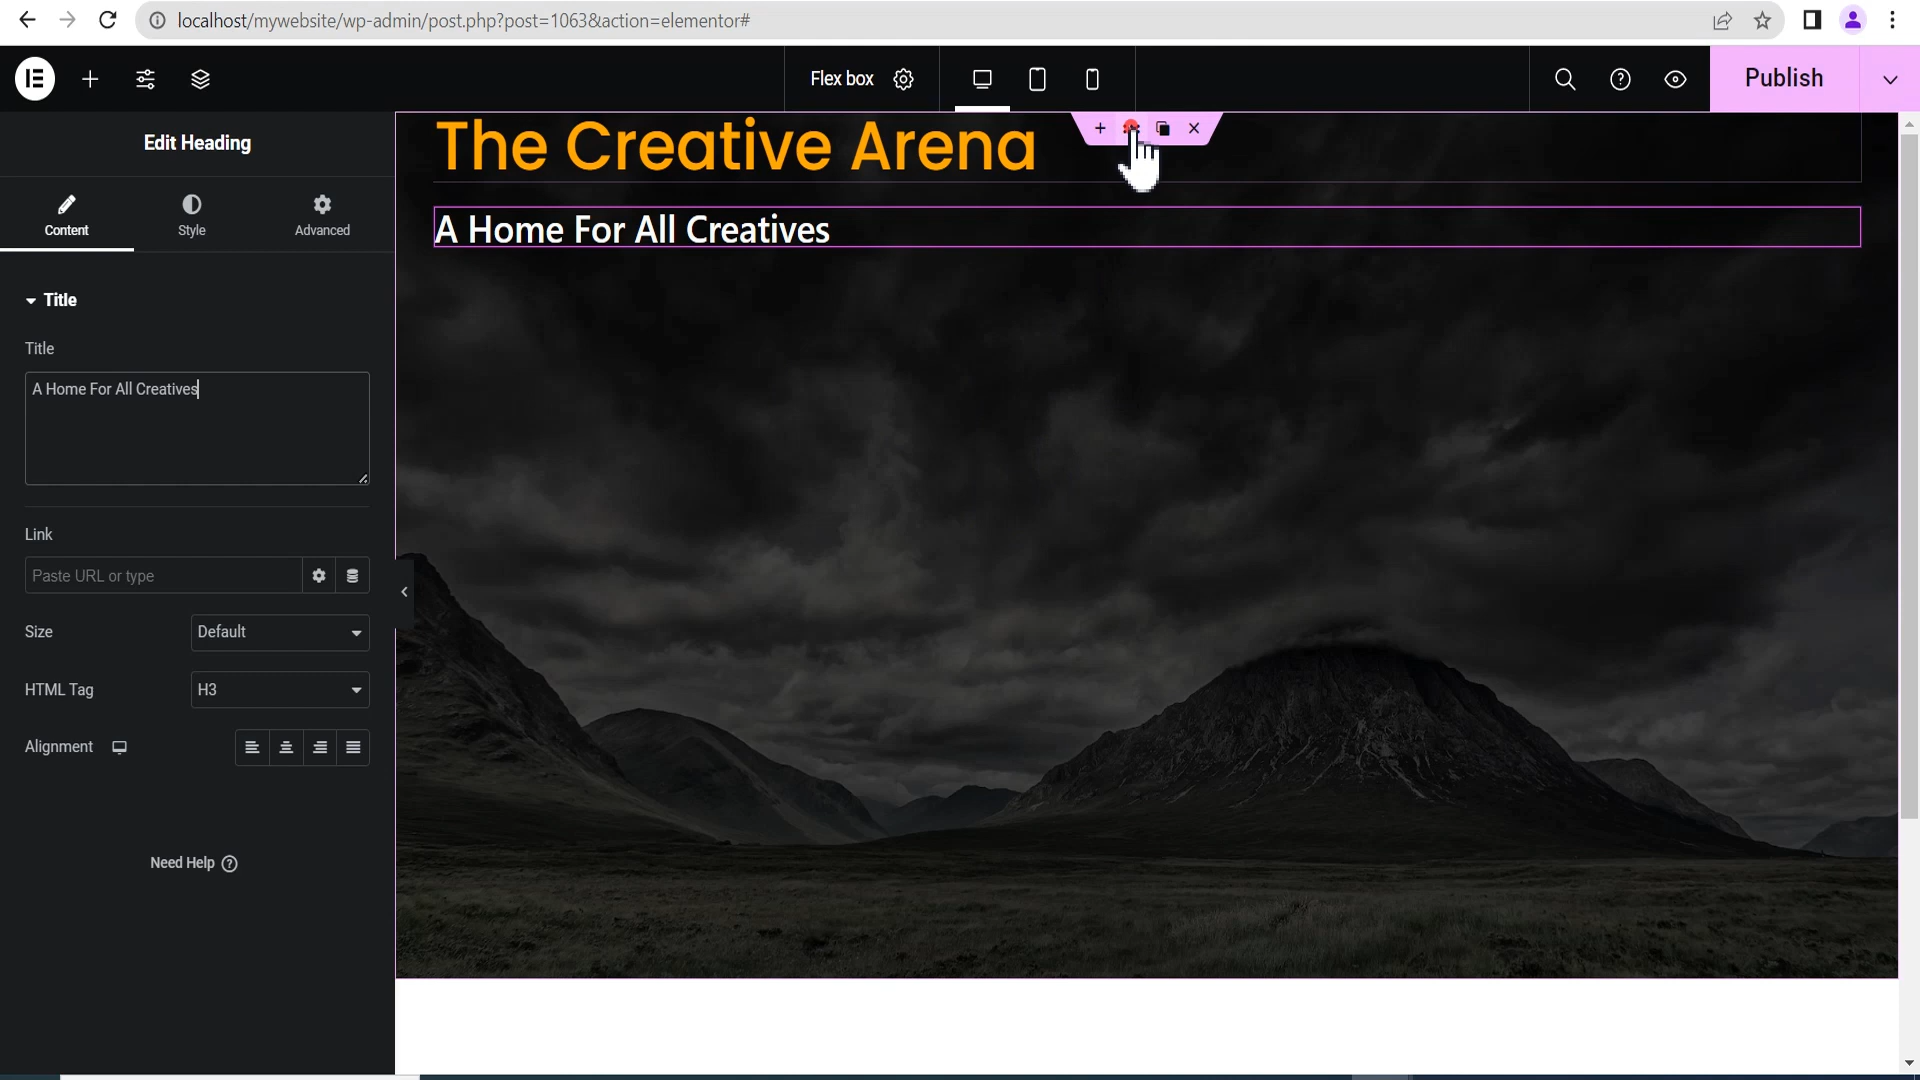 localhost/mywebsite/wp-admin/post.php?post=1063&action=elementor#
Flex box
Publish
Edit Heading
Content
Style
Advanced
Title
Title
A Home For All Creatives
Link
Paste URL or type
Size
Default
HTML Tag
H3
Alignment
Need Help
The Creative Arena
A Home For All Creatives